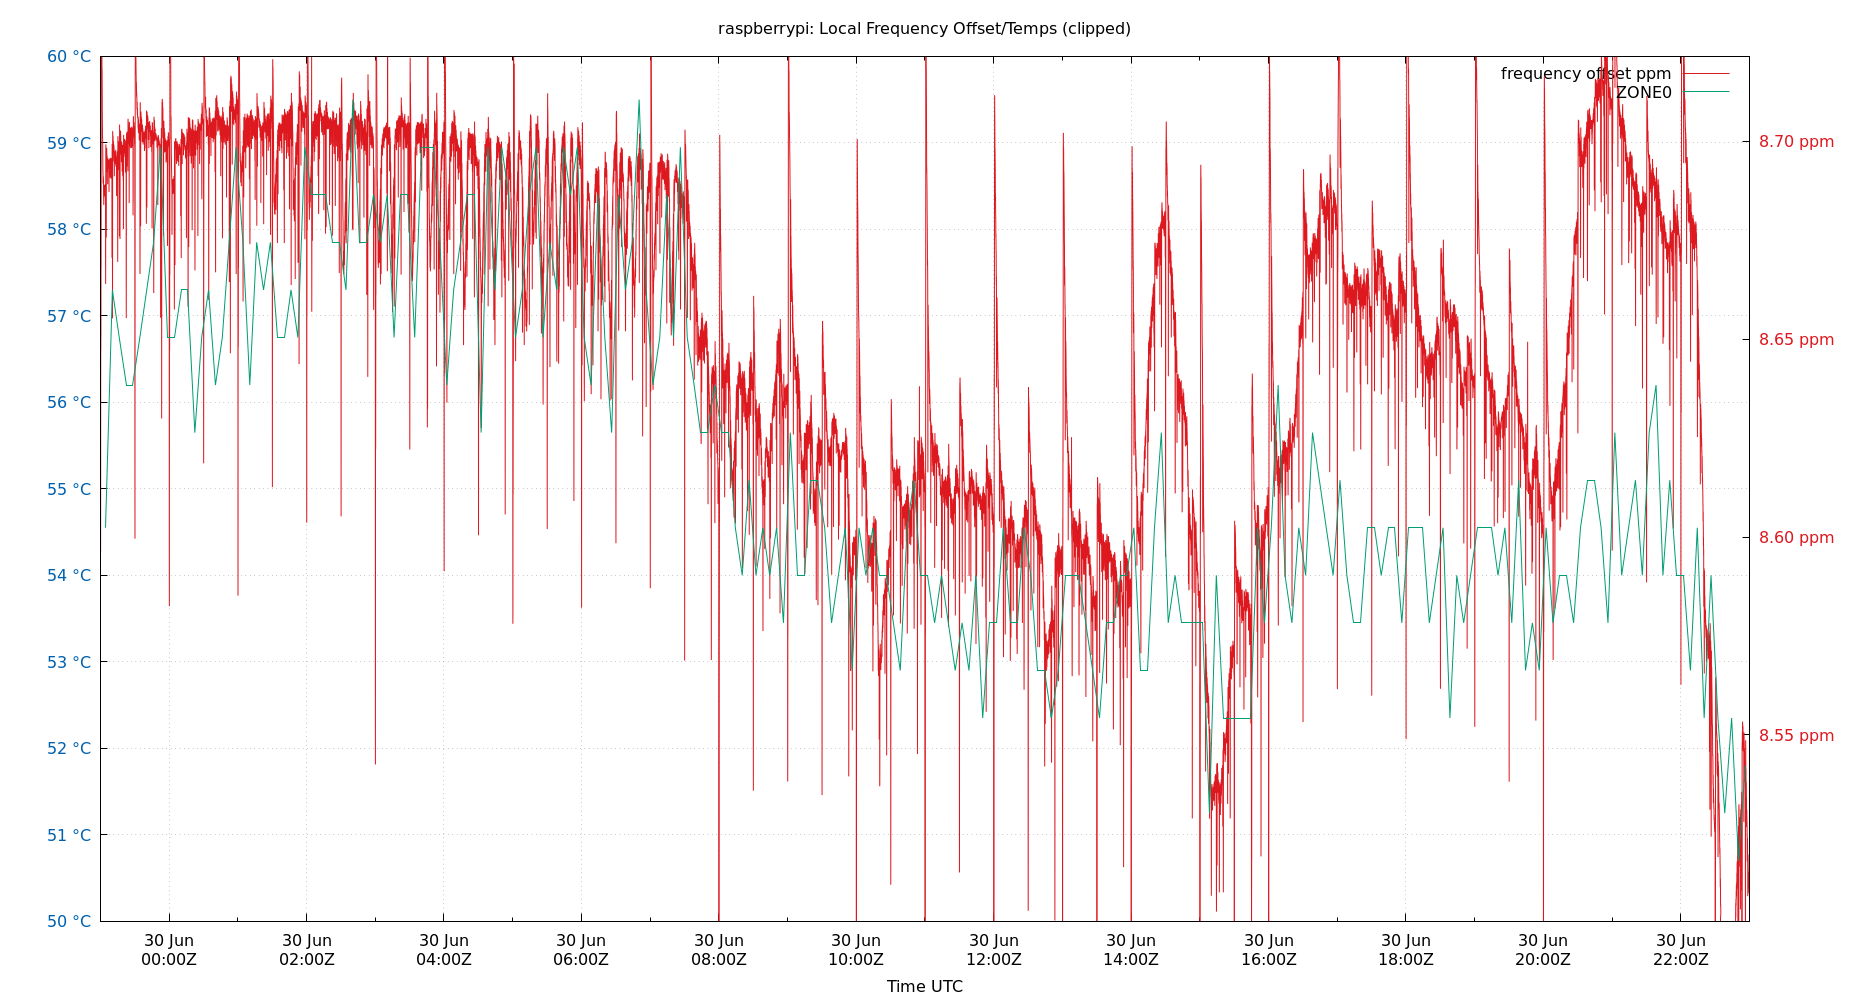 raspberrypi: Local Frequency Offset/Temps (clipped)
60 °C
59 °C
58 °C
57 °C
56 °C
55 °C
54 °C
53 °C
52 °C
51 °C
50 °C
frequency offset ppm
ZONE0
8.70 ppm
8.65 ppm
8.60 ppm
8.55 ppm
30 Jun 30 Jun 30 Jun 30 Jun 30 Jun 30 Jun 30 Jun 30 Jun 30 Jun 30 Jun 30 Jun 30 Jun
00:00Z 02:00Z 04:00Z 06:00Z 08:00Z 10:00Z 12:00Z 14:00Z 16:00Z 18:00Z 20:00Z 22:00Z
Time UTC